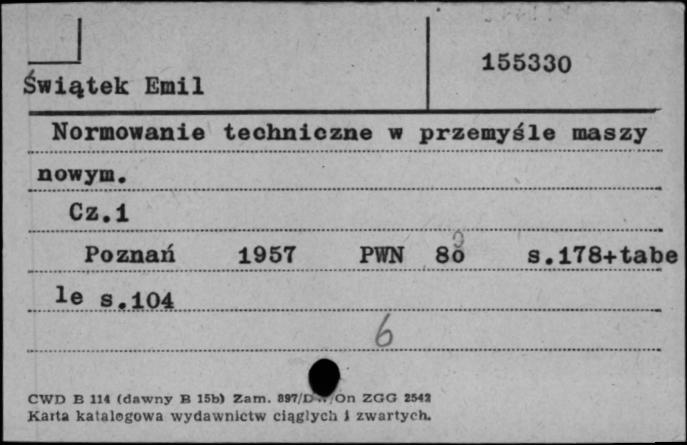 155330
Świątek Emil
Normowanie techniczne w przemyśle maszy
nowym.
Cz.1
Poznań 1957 PWN 80 s.178+tabe
le s.104
6
CWD B 114 (dawny B 15b) Zam. 897/ /On ZGG 2542
Karta katalogowa wydawnictw ciągłych i zwartych.